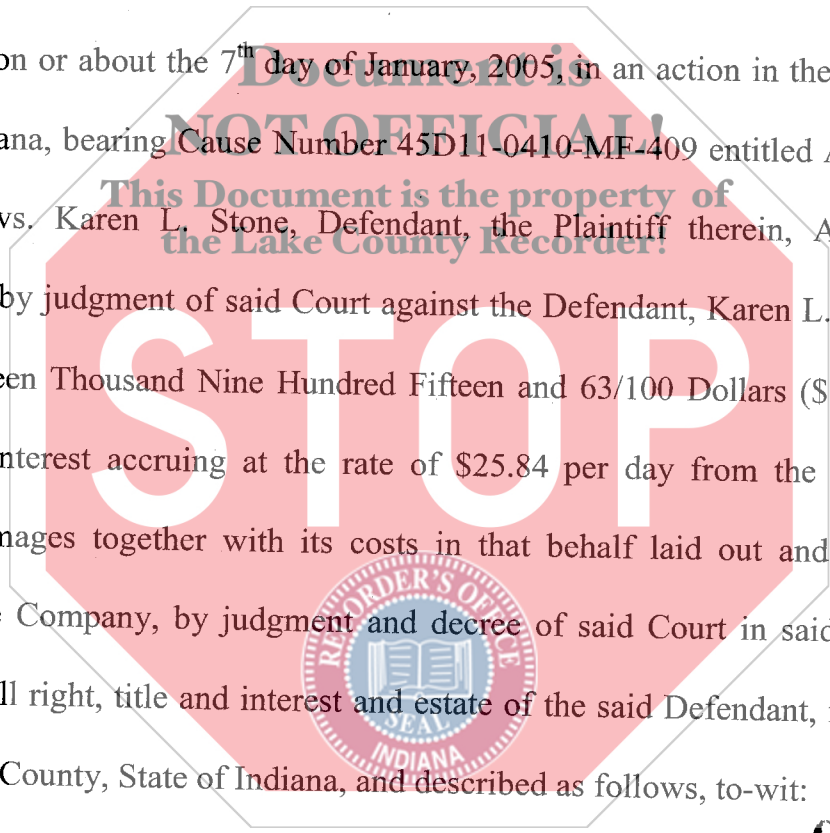 on or about the 7th day of January, 2005, in an action in the
Document is
ana, bearing Cause Number 45D11-0410-MF-409 entitled
NOT OFFICIAL!
This Document is the property of
vs. Karen L. Stone, Defendant, the Plaintiff therein, A
the Lake County Recorder!
by judgment of said Court against the Defendant, Karen L.
een Thousand Nine Hundred Fifteen and 63/100 Dollars ($
STOP
nterest accruing at the rate of $25.84 per day from the
mages together with its costs in that behalf laid out and
RECORDER'S OFFICE
Company, by judgment and decree of said Court in said
ll right, title and interest and estate of the said Defendant,
SEAL
INDIANA
County, State of Indiana, and described as follows, to-wit: